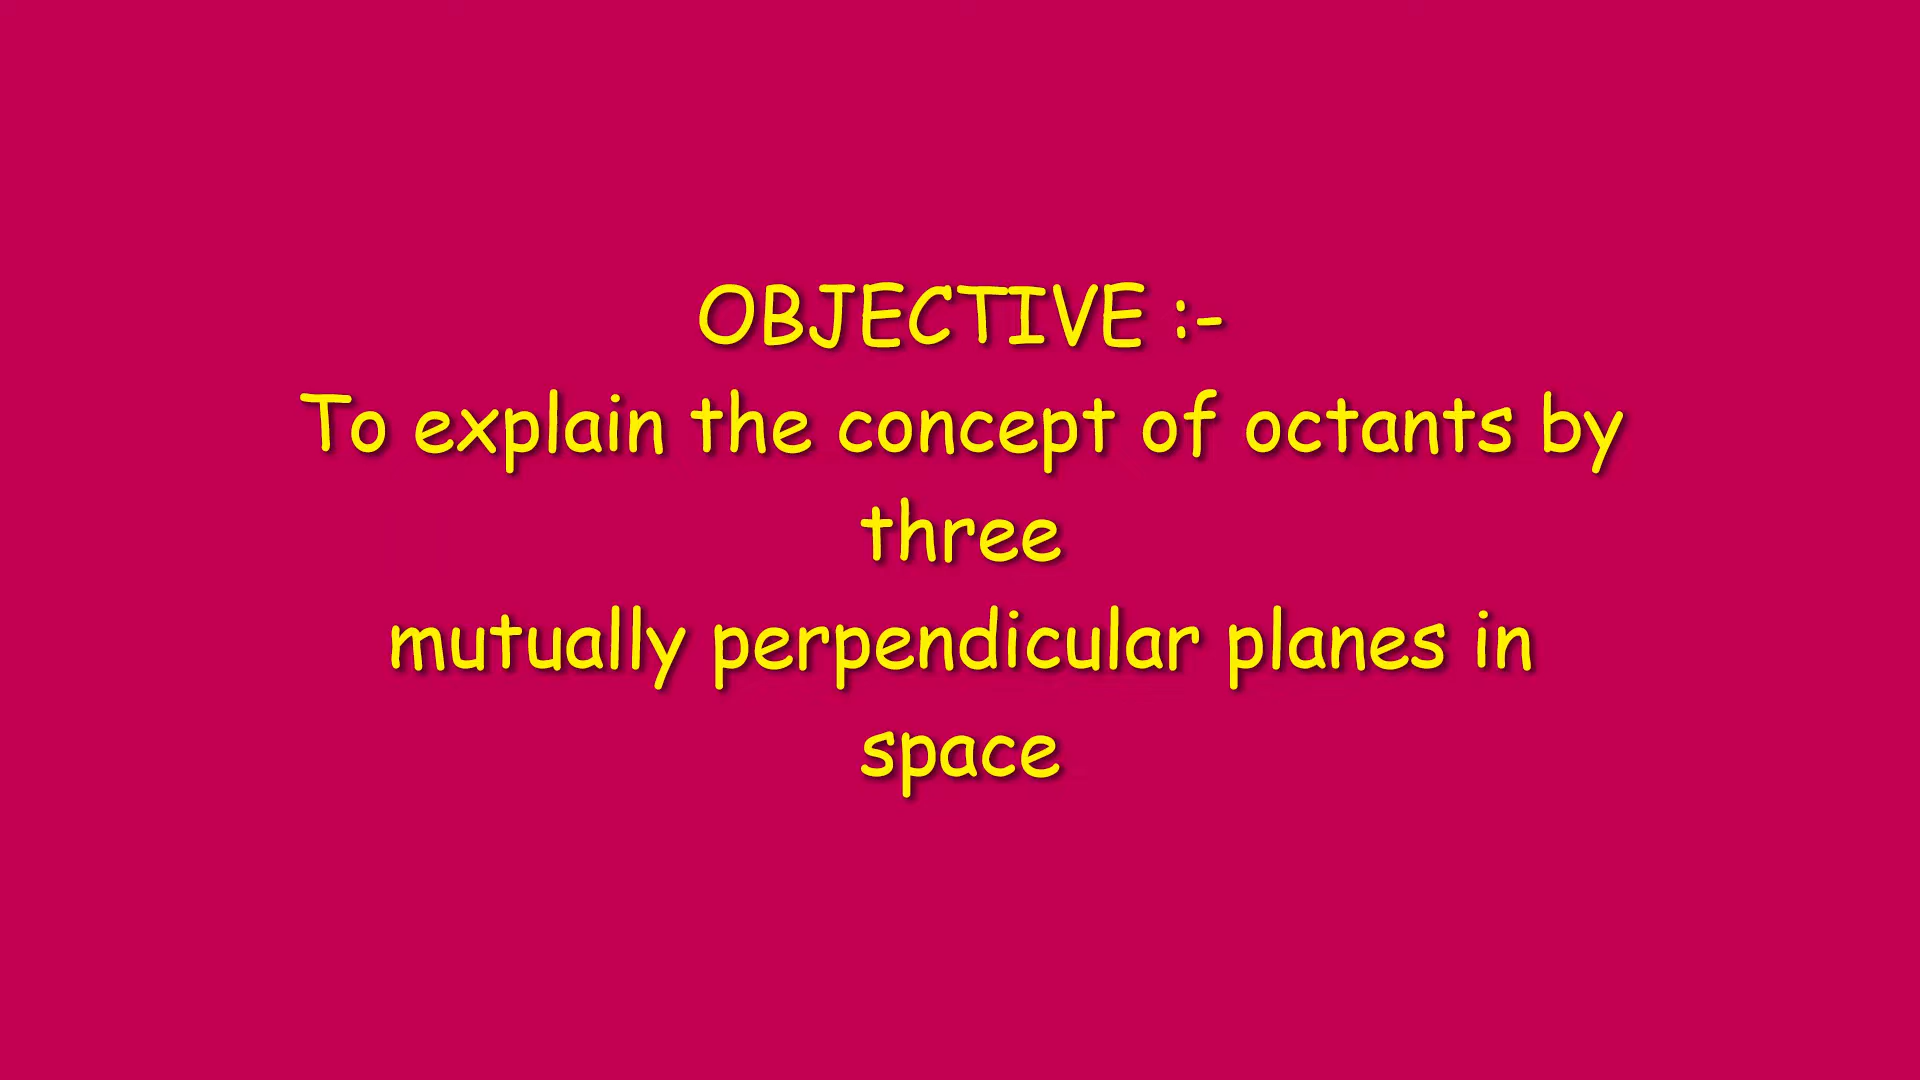 OBJECTIVE :-
To explain the concept of octants by
three
mutually perpendicular planes in
space